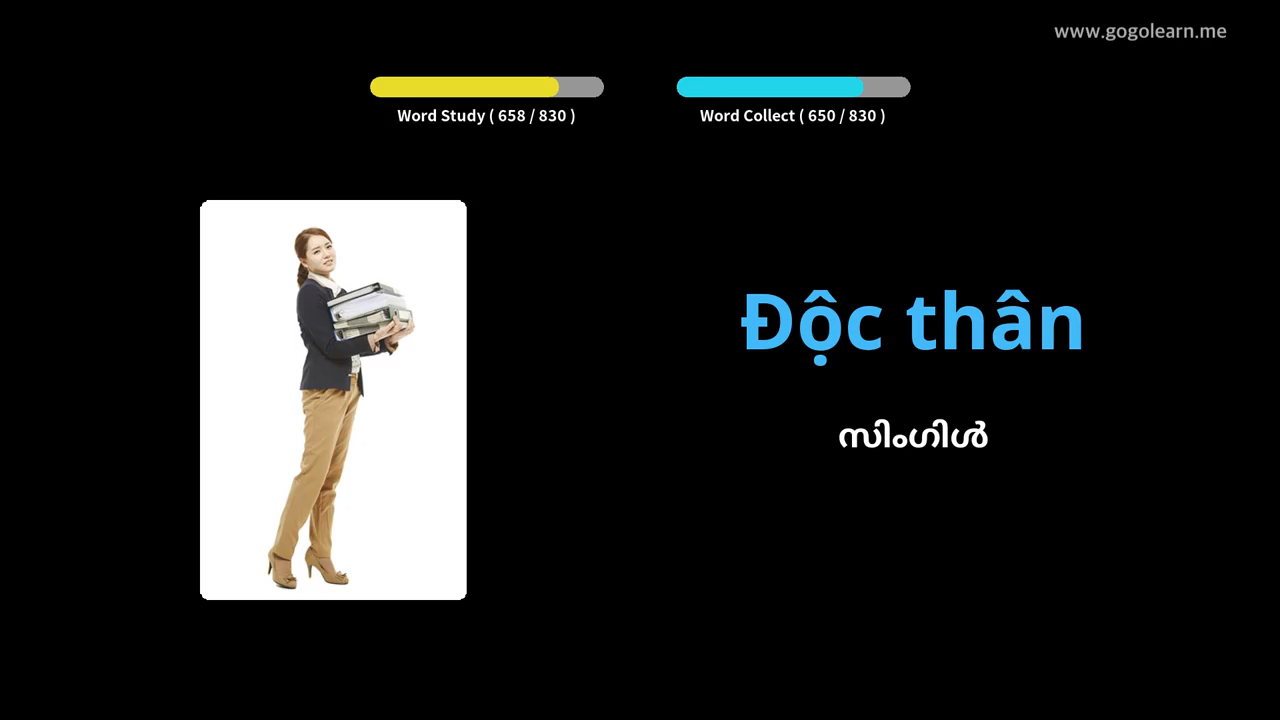 www.gogolearn.me
Word Study ( 658 / 830 )
Word Collect ( 650 / 830 )
Độc thân
സിംഗിൾ